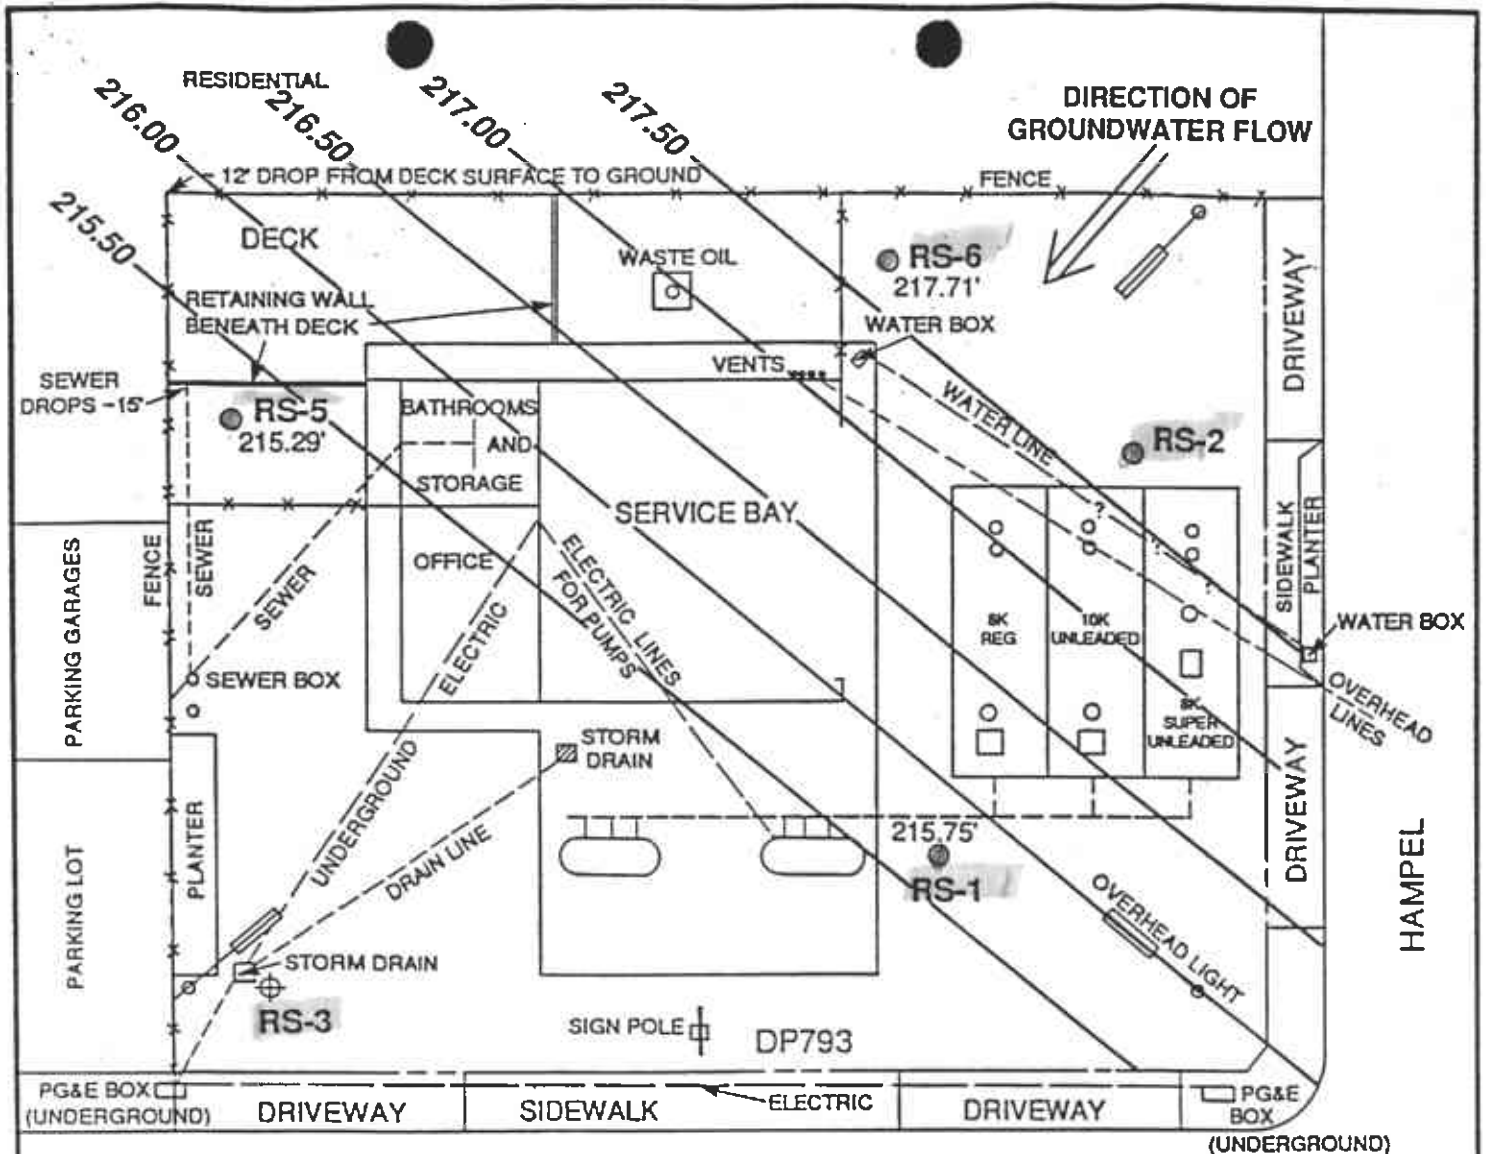 RESIDENTIAL
216.00
216.50
217.00
217.50
215.50
DIRECTION OF
GROUNDWATER FLOW
~ 12' DROP FROM DECK SURFACE TO GROUND
FENCE
DECK
WASTE OIL
RS-6
217.71'
RETAINING WALL
BENEATH DECK
WATER BOX
DRIVEWAY
SEWER
DROPS ~15'
VENTS
RS-5
215.29'
BATHROOMS
AND
STORAGE
WATER LINE
RS-2
SERVICE BAY
?
?
?
SIDEWALK
PLANTER
PARKING GARAGES
FENCE
SEWER
SEWER
OFFICE
ELECTRIC
ELECTRIC LINES
FOR PUMPS
8K
REG
10K
UNLEADED
8K
SUPER
UNLEADED
WATER BOX
OVERHEAD
LINES
SEWER BOX
STORM
DRAIN
UNDERGROUND
DRAIN LINE
PLANTER
PARKING LOT
215.75'
RS-1
OVERHEAD LIGHT
DRIVEWAY
HAMPEL
STORM DRAIN
RS-3
SIGN POLE
DP793
PG&E BOX
(UNDERGROUND)
DRIVEWAY
SIDEWALK
ELECTRIC
DRIVEWAY
PG&E
BOX
(UNDERGROUND)